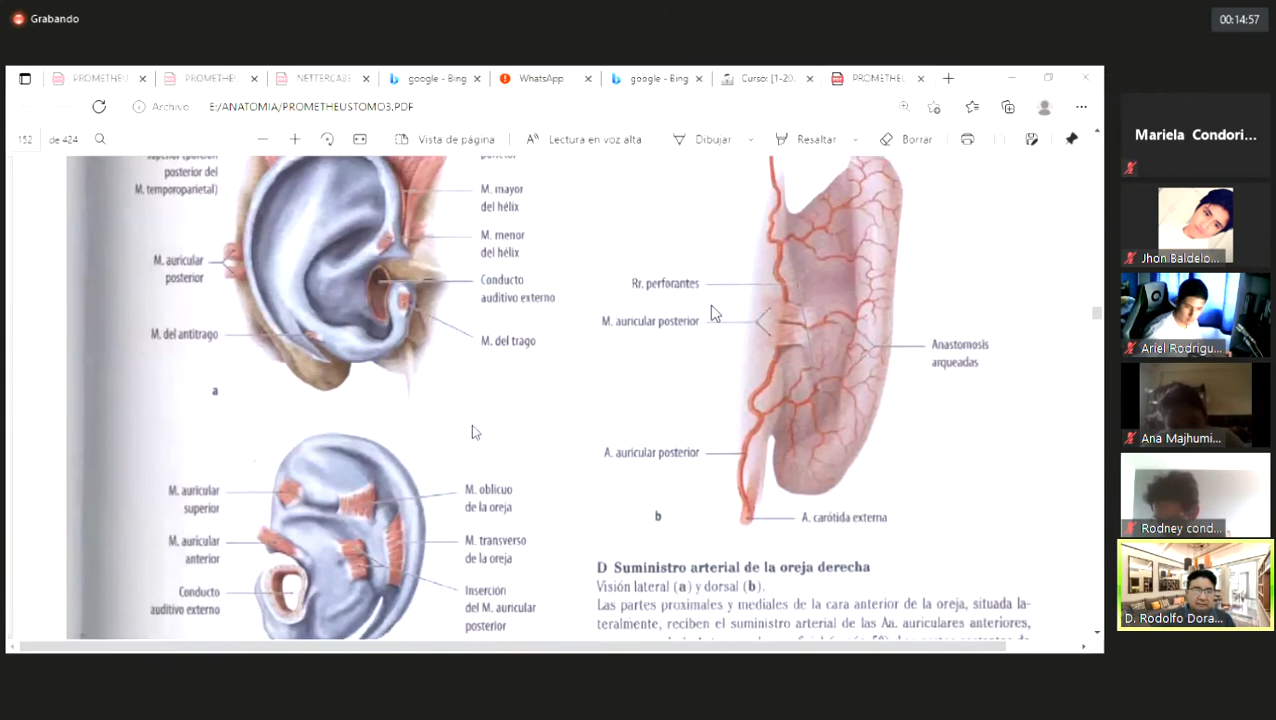 Grabando
00:14:57
PROMETHEU
PROMETHEU
NETTERCABE
google - Bing
WhatsApp
google - Bing
Curso: [1-20
PROMETHEU
Archivo
E:/ANATOMIA/PROMETHEUSTOMO3.PDF
152
de 424
Vista de página
Lectura en voz alta
Dibujar
Resaltar
Borrar
posterior del
M. temporoparietal)
M. auricular
posterior
M. del antitrago
M. mayor
del hélix
M. menor
del hélix
Conducto
auditivo externo
M. del trago
a
M. auricular
superior
M. auricular
anterior
Conducto
auditivo externo
M. oblicuo
de la oreja
M. transverso
de la oreja
Inserción
del M. auricular
posterior
Rr. perforantes
M. auricular posterior
A. auricular posterior
Anastomosis
arqueadas
A. carótida externa
b
D Suministro arterial de la oreja derecha
Visión lateral (a) y dorsal (b).
Las partes proximales y mediales de la cara anterior de la oreja, situada la-
teralmente, reciben el suministro arterial de las Aa. auriculares anteriores,
Mariela Condori...
Jhon Baldelo...
Ariel Rodrigu...
Ana Majhumi...
Rodney cond...
D. Rodolfo Dora...